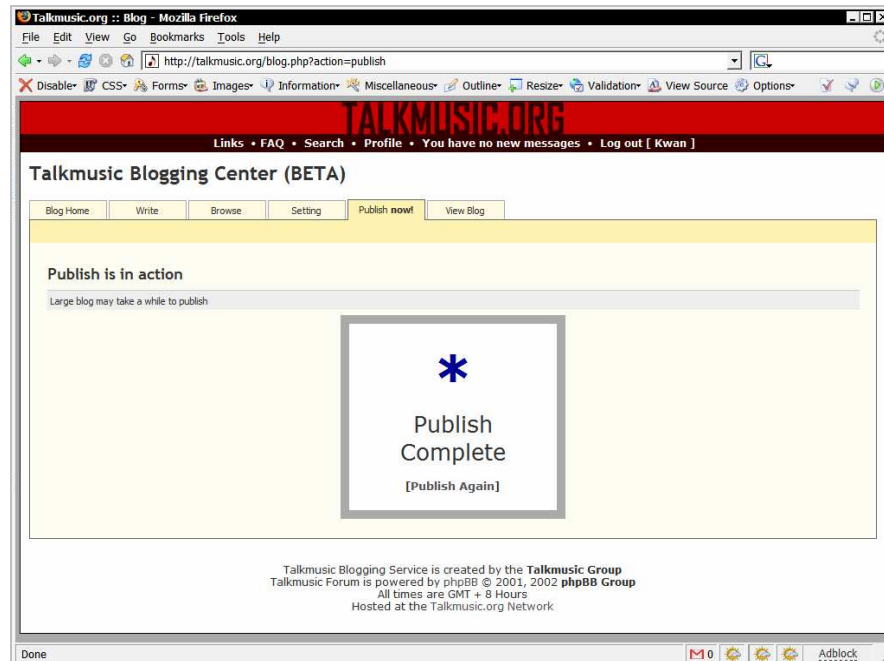 Talkmusic.org :: Blog - Mozilla Firefox
File Edit View Go Bookmarks Tools Help
http://talkmusic.org/blog.php?action=publish
Disable CSS Forms Images Information Miscellaneous Outline Resize Validation View Source Options
TALKMUSIC.ORG
Links • FAQ • Search • Profile • You have no new messages • Log out [ Kwan ]
Talkmusic Blogging Center (BETA)
Blog Home Write Browse Setting Publish now! View Blog
Publish is in action
Large blog may take a while to publish
*
Publish
Complete
[Publish Again]
Talkmusic Blogging Service is created by the Talkmusic Group
Talkmusic Forum is powered by phpBB © 2001, 2002 phpBB Group
All times are GMT + 8 Hours
Hosted at the Talkmusic.org Network
Done 0 Adblock